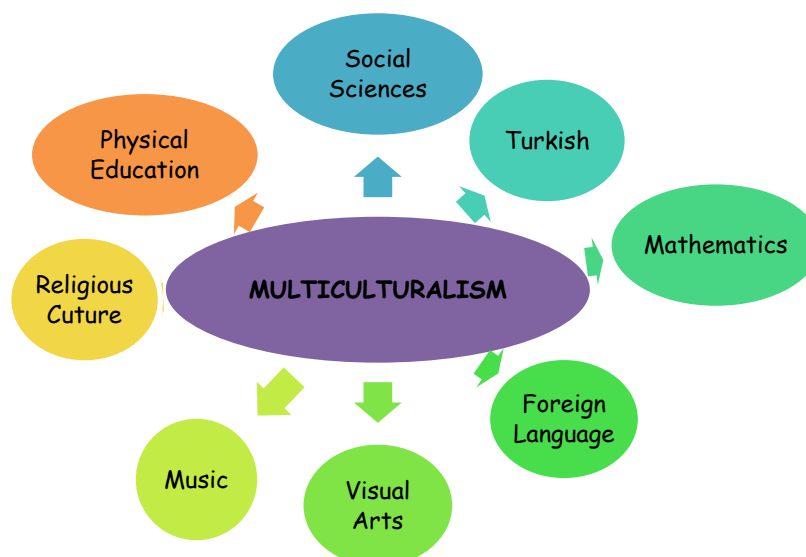 Social
Sciences
Turkish
Physical
Education
Mathematics
MULTICULTURALISM
Religious
Cuture
Foreign
Language
Music
Visual
Arts